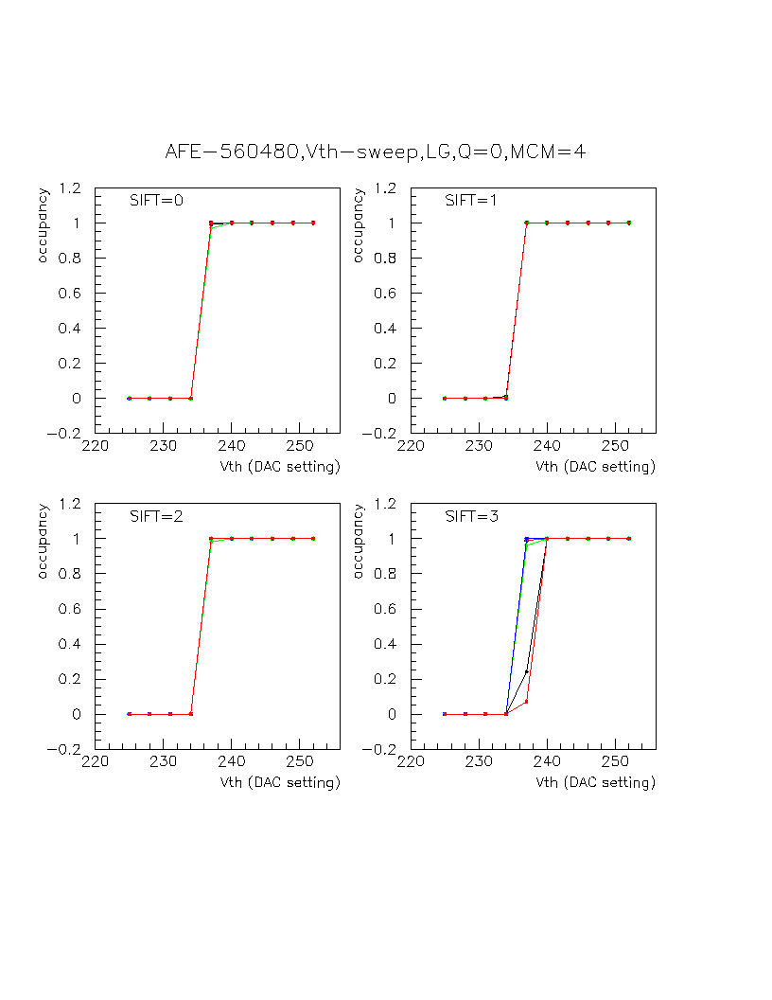 AFE-560480,Vth-sweep,LG,Q=0,MCM=4
occupancy
1.2
1
0.8
0.6
0.4
0.2
0
-0.2
SIFT=0
220 230 240 250
Vth (DAC setting)
occupancy
1.2
1
0.8
0.6
0.4
0.2
0
-0.2
SIFT=1
220 230 240 250
Vth (DAC setting)
occupancy
1.2
1
0.8
0.6
0.4
0.2
0
-0.2
SIFT=2
220 230 240 250
Vth (DAC setting)
occupancy
1.2
1
0.8
0.6
0.4
0.2
0
-0.2
SIFT=3
220 230 240 250
Vth (DAC setting)